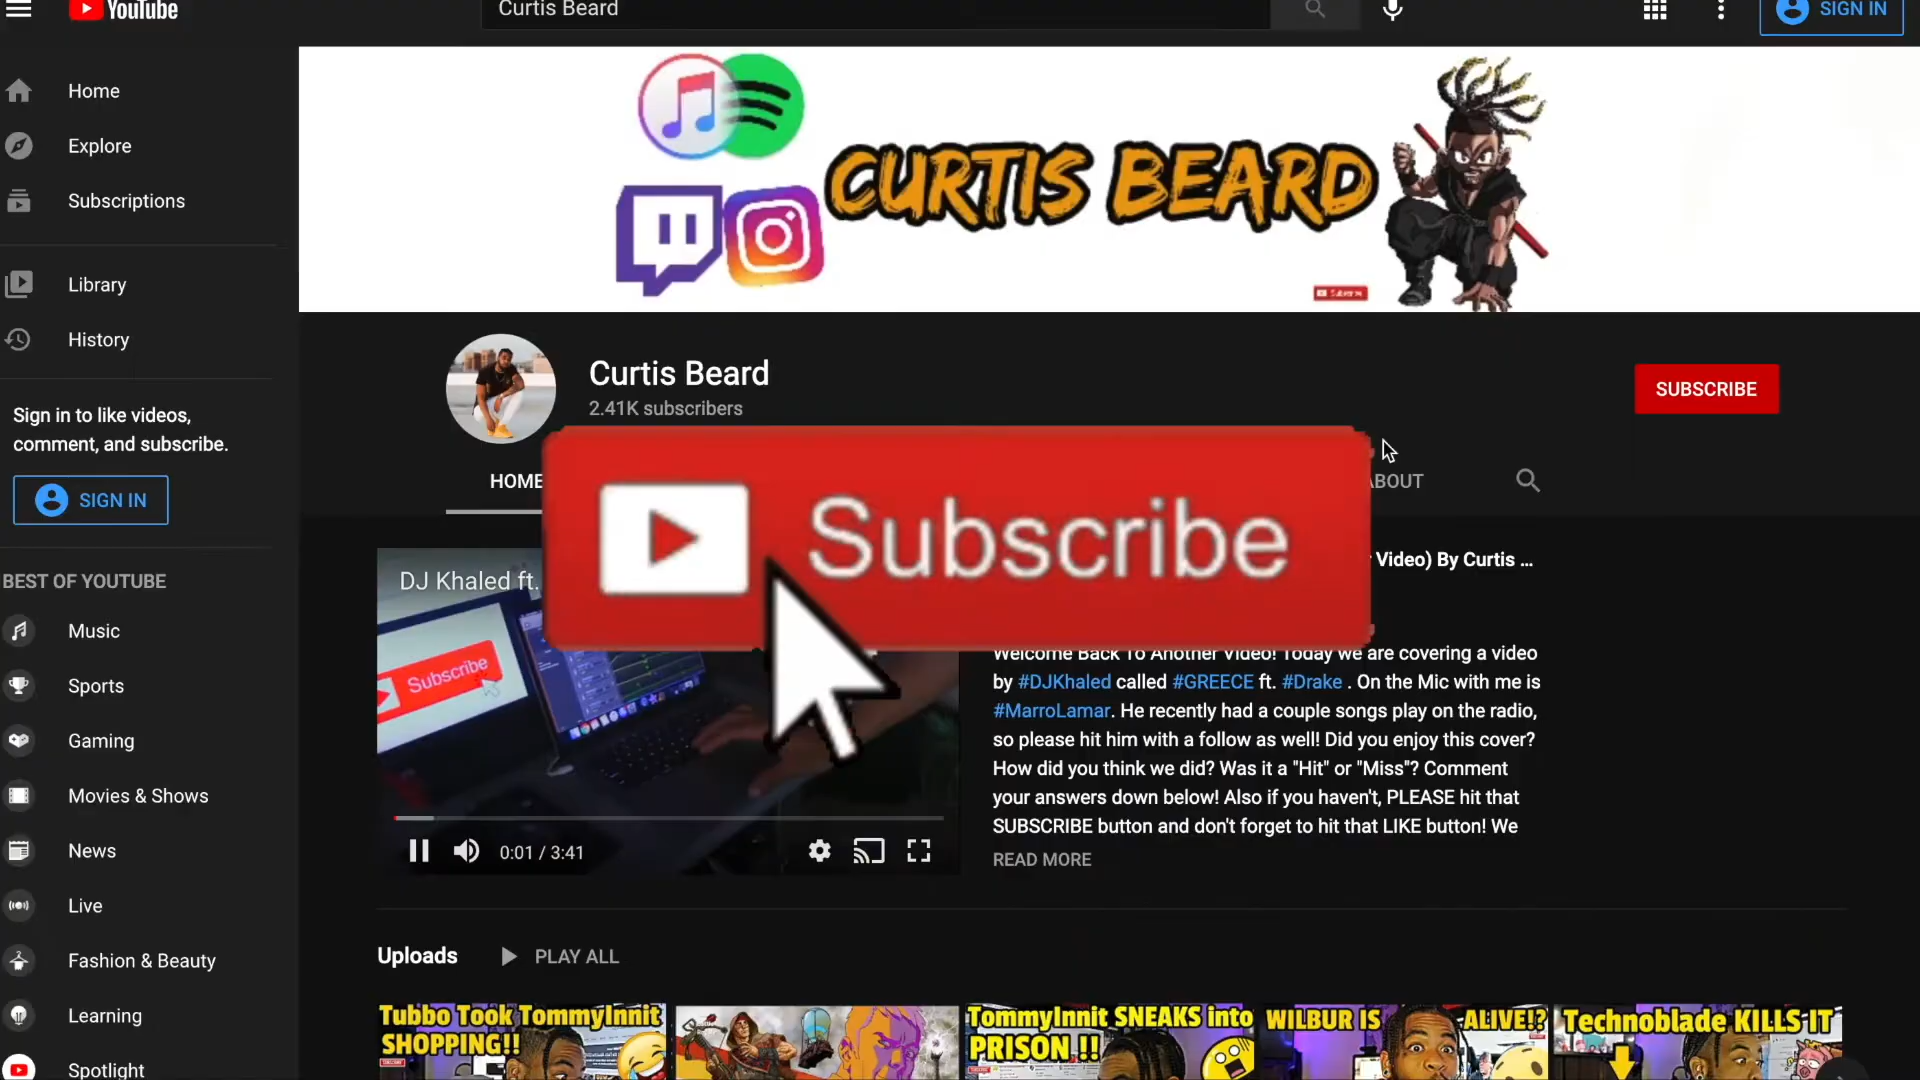 YouTube
Curtis Beard
SIGN IN
Home
Explore
Subscriptions
Library
History
Sign in to like videos,
comment, and subscribe.
SIGN IN
BEST OF YOUTUBE
Music
Sports
Gaming
Movies & Shows
News
Live
Fashion & Beauty
Learning
Spotlight
CURTIS BEARD
Subscribe
Curtis Beard
2.41K subscribers
SUBSCRIBE
HOME
ABOUT
Subscribe
DJ Khaled ft.
Subscribe
0:01 / 3:41
Video) By Curtis ...
Welcome Back To Another Video! Today we are covering a video
by #DJKhaled called #GREECE ft. #Drake . On the Mic with me is
#MarroLamar. He recently had a couple songs play on the radio,
so please hit him with a follow as well! Did you enjoy this cover?
How did you think we did? Was it a "Hit" or "Miss"? Comment
your answers down below! Also if you haven't, PLEASE hit that
SUBSCRIBE button and don't forget to hit that LIKE button! We
READ MORE
Uploads
PLAY ALL
Tubbo Took TommyInnit
SHOPPING!!
TommyInnit SNEAKS into
PRISON !!
WILBUR IS ALIVE!?
Technoblade KILLS IT